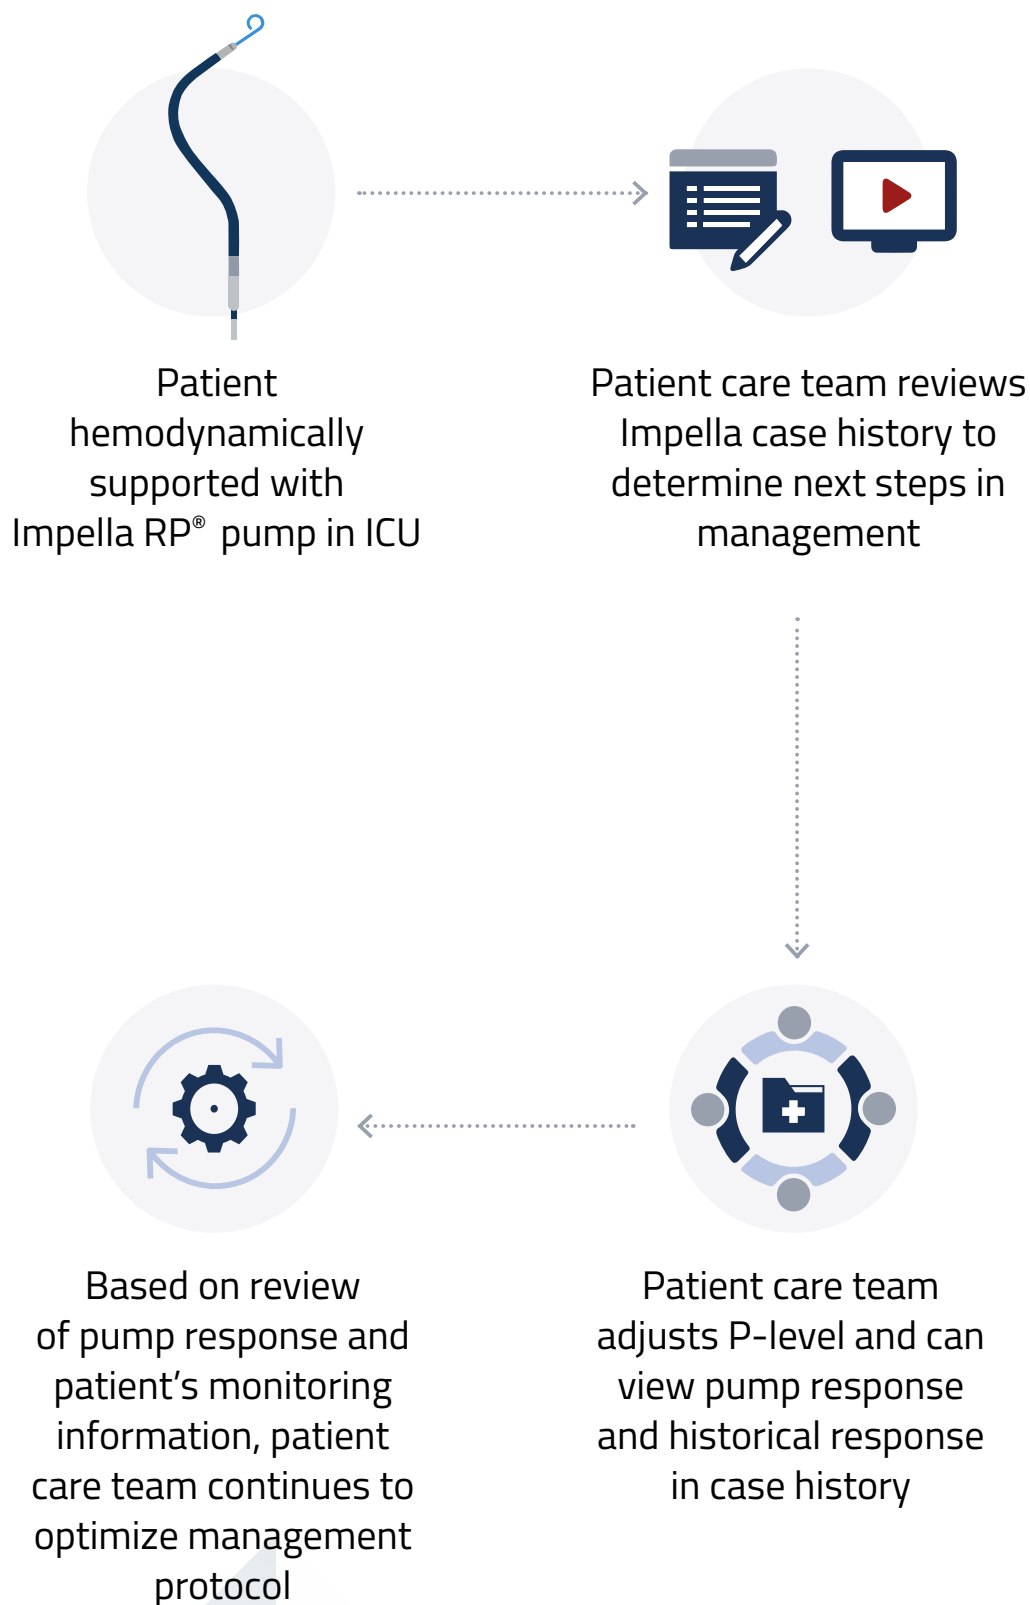 Patient
hemodynamically
supported with
Impella RP® pump in ICU
Patient care team reviews
Impella case history to
determine next steps in
management
Patient care team
adjusts P-level and can
view pump response
and historical response
in case history
Based on review
of pump response and
patient’s monitoring
information, patient
care team continues to
optimize management
protocol